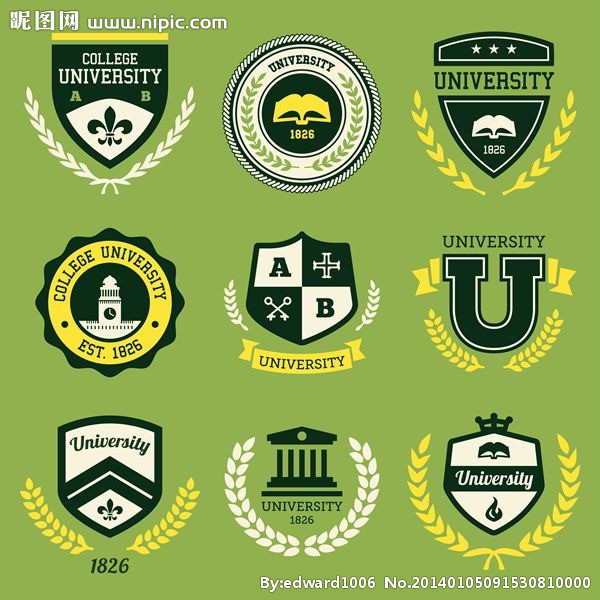 昵图网 www.nipic.com
COLLEGE
UNIVERSITY
A B
UNIVERSITY
1826
★ ★ ★
UNIVERSITY
1826
COLLEGE UNIVERSITY
EST. 1826
A
B
UNIVERSITY
UNIVERSITY
U
University
1826
UNIVERSITY
1826
University
By:edward1006 No.20140105091530810000